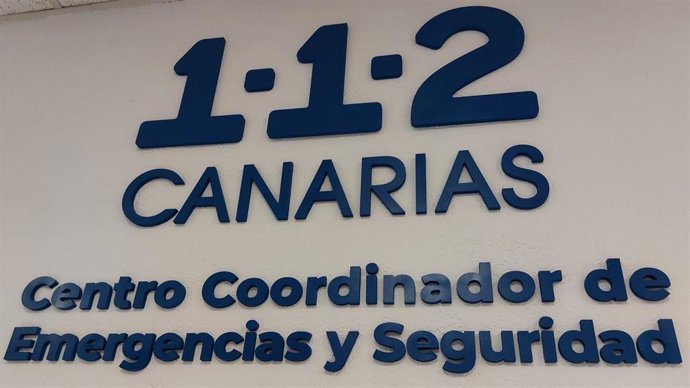 1·1·2
CANARIAS
Centro Coordinador de
Emergencias y Seguridad